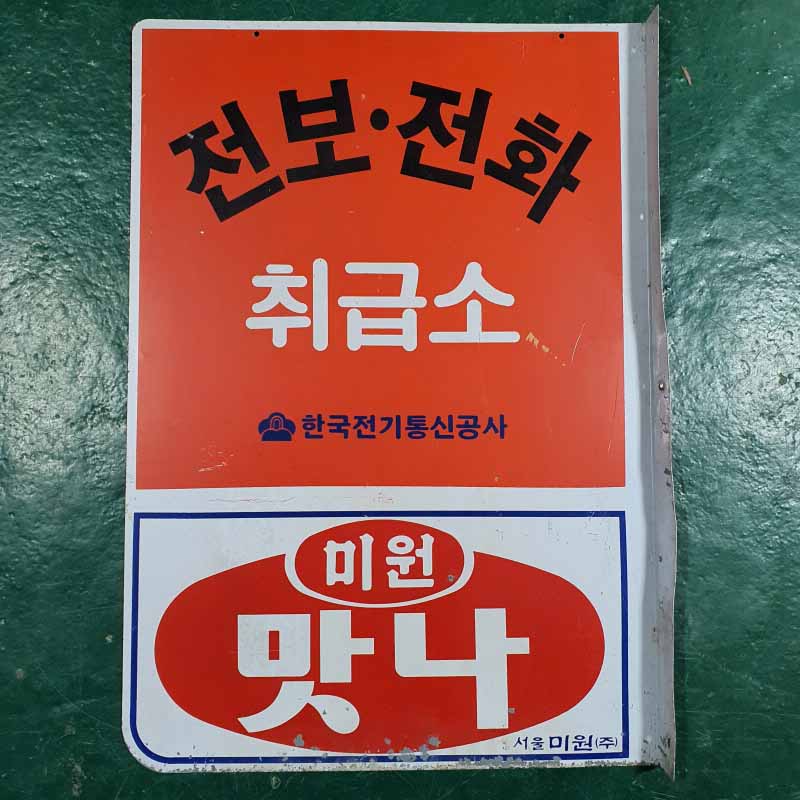 전보·전화
취급소
한국전기통신공사
미원
맛나
서울 미원(주)